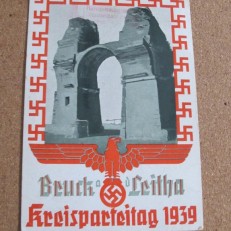 Bruck a d Leitha
Kreisparteitag 1939